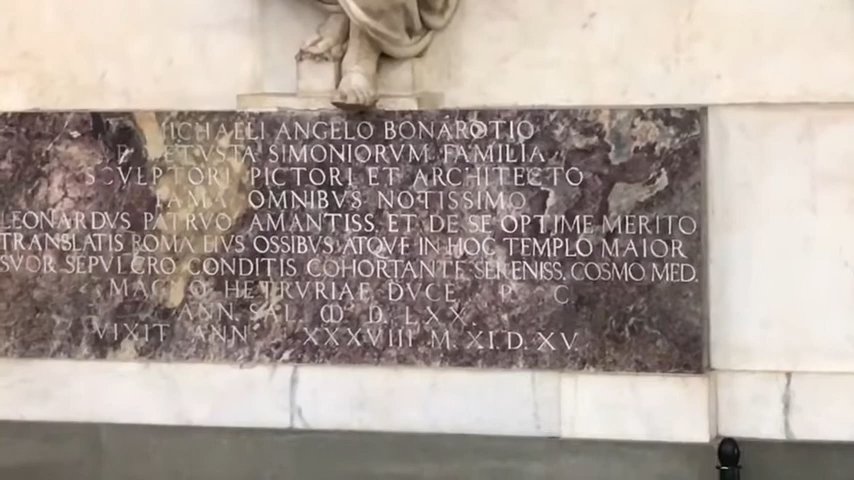 MICHAELI ANGELO BONAROTIO
E VETVSTA SIMONIORVM FAMILIA
SCVLPTORI PICTORI ET ARCHITECTO
FAMA OMNIBVS NOTISSIMO
LEONARDVS PATRVO AMANTISS. ET DE SE OPTIME MERITO
TRANSLATIS ROMA EIVS OSSIBVS ATQVE IN HOC TEMPLO MAIOR
SVOR SEPVLCRO CONDITIS COHORTANTE SERENISS. COSMO MED.
MAGNO HETRVRIAE DVCE P. C.
ANN. SAL. D. LXX
VIXIT ANN. XXXVIII M. XI. D. XV